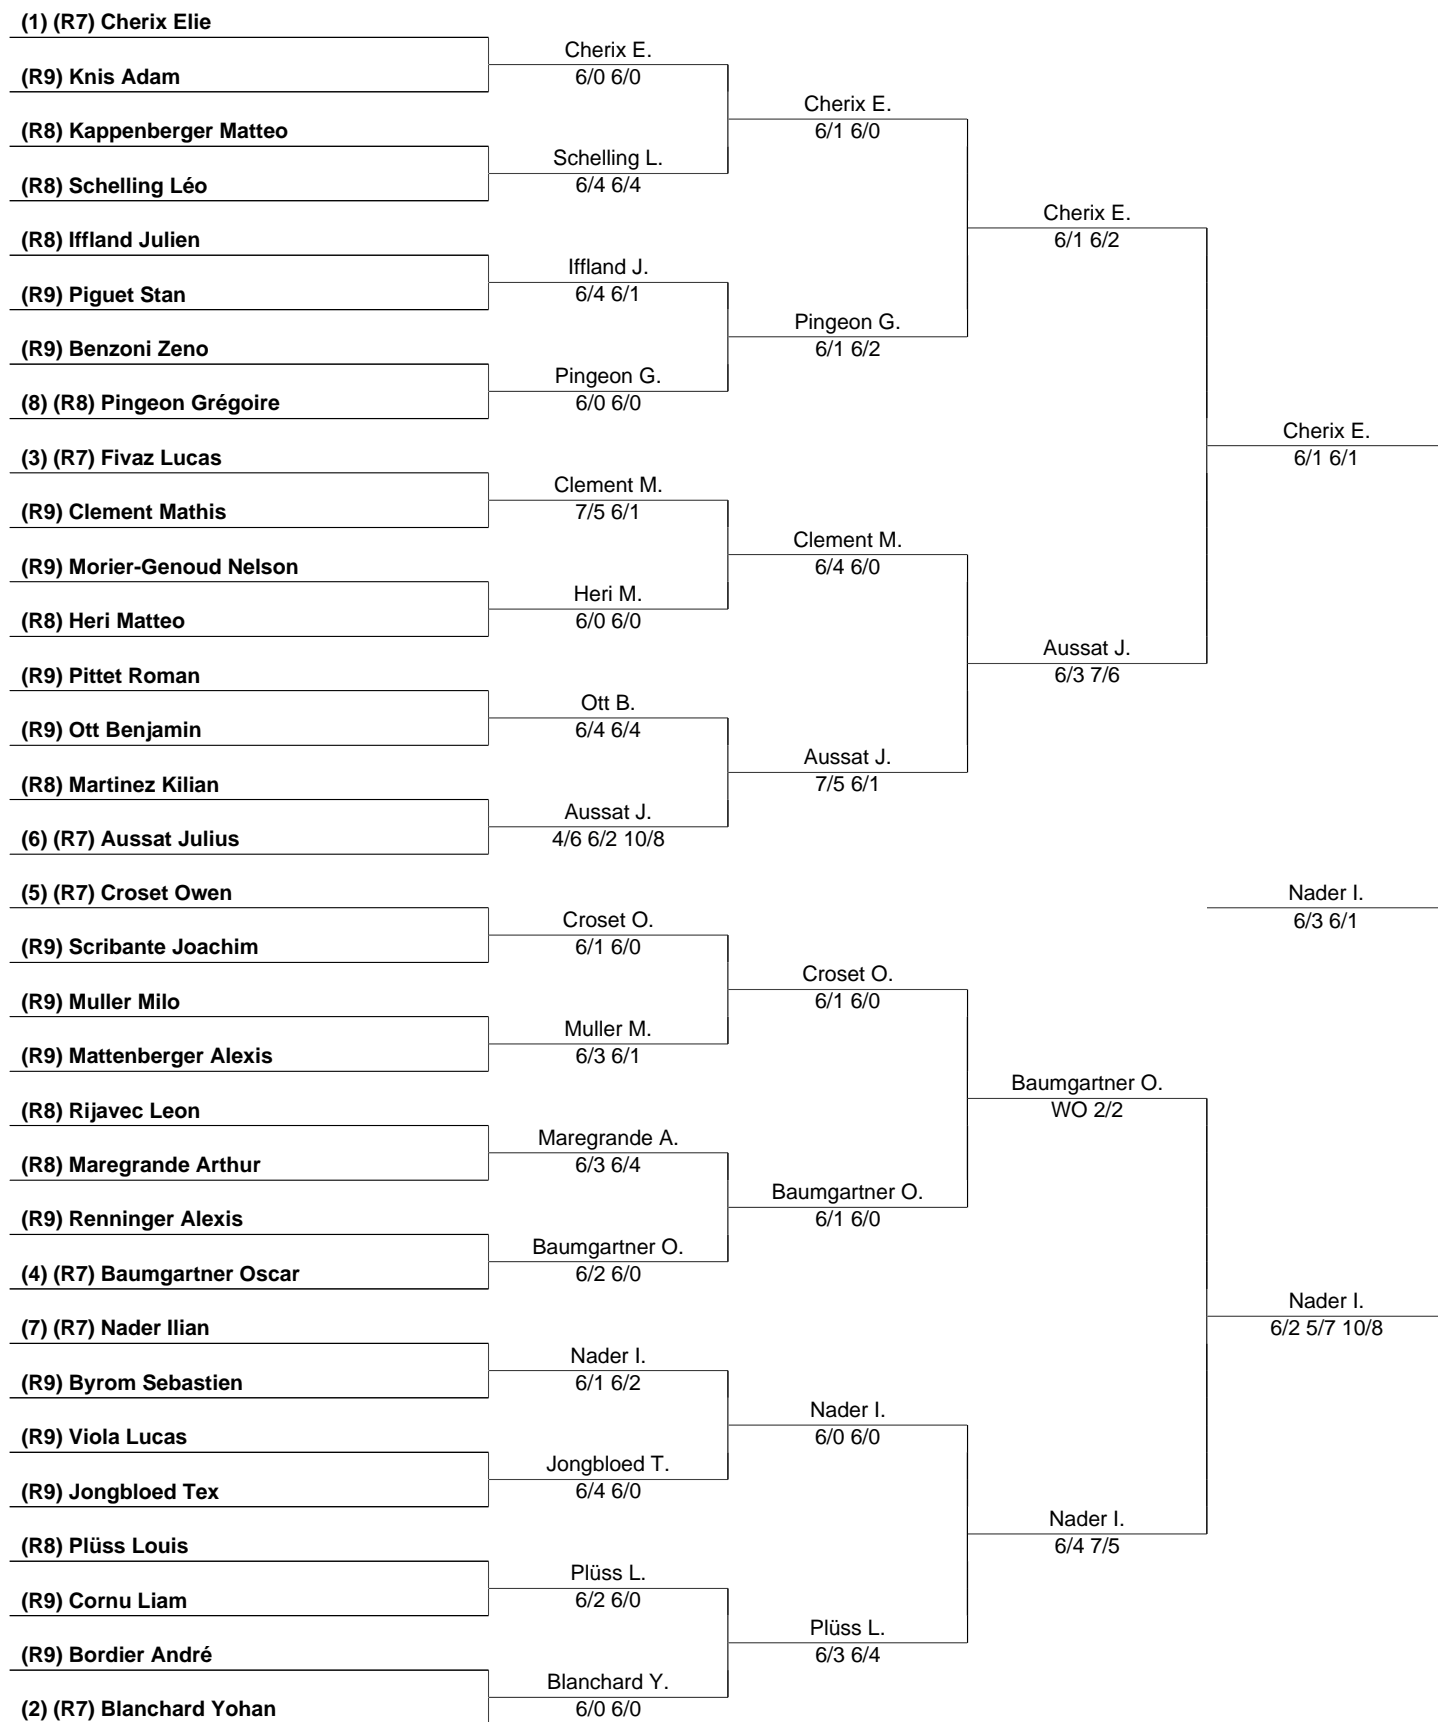 (1) (R7) Cherix Elie
(R9) Knis Adam
(R8) Kappenberger Matteo
(R8) Schelling Léo
(R8) Iffland Julien
(R9) Piguet Stan
(R9) Benzoni Zeno
(8) (R8) Pingeon Grégoire
(3) (R7) Fivaz Lucas
(R9) Clement Mathis
(R9) Morier-Genoud Nelson
(R8) Heri Matteo
(R9) Pittet Roman
(R9) Ott Benjamin
(R8) Martinez Kilian
(6) (R7) Aussat Julius
(5) (R7) Croset Owen
(R9) Scribante Joachim
(R9) Muller Milo
(R9) Mattenberger Alexis
(R8) Rijavec Leon
(R8) Maregrande Arthur
(R9) Renninger Alexis
(4) (R7) Baumgartner Oscar
(7) (R7) Nader Ilian
(R9) Byrom Sebastien
(R9) Viola Lucas
(R9) Jongbloed Tex
(R8) Plüss Louis
(R9) Cornu Liam
(R9) Bordier André
(2) (R7) Blanchard Yohan
Cherix E.
6/0 6/0
Schelling L.
6/4 6/4
Iffland J.
6/4 6/1
Pingeon G.
6/0 6/0
Clement M.
7/5 6/1
Heri M.
6/0 6/0
Ott B.
6/4 6/4
Aussat J.
4/6 6/2 10/8
Croset O.
6/1 6/0
Muller M.
6/3 6/1
Maregrande A.
6/3 6/4
Baumgartner O.
6/2 6/0
Nader I.
6/1 6/2
Jongbloed T.
6/4 6/0
Plüss L.
6/2 6/0
Blanchard Y.
6/0 6/0
Cherix E.
6/1 6/0
Pingeon G.
6/1 6/2
Clement M.
6/4 6/0
Aussat J.
7/5 6/1
Croset O.
6/1 6/0
Baumgartner O.
6/1 6/0
Nader I.
6/0 6/0
Plüss L.
6/3 6/4
Cherix E.
6/1 6/2
Aussat J.
6/3 7/6
Baumgartner O.
WO 2/2
Nader I.
6/4 7/5
Cherix E.
6/1 6/1
Nader I.
6/3 6/1
Nader I.
6/2 5/7 10/8